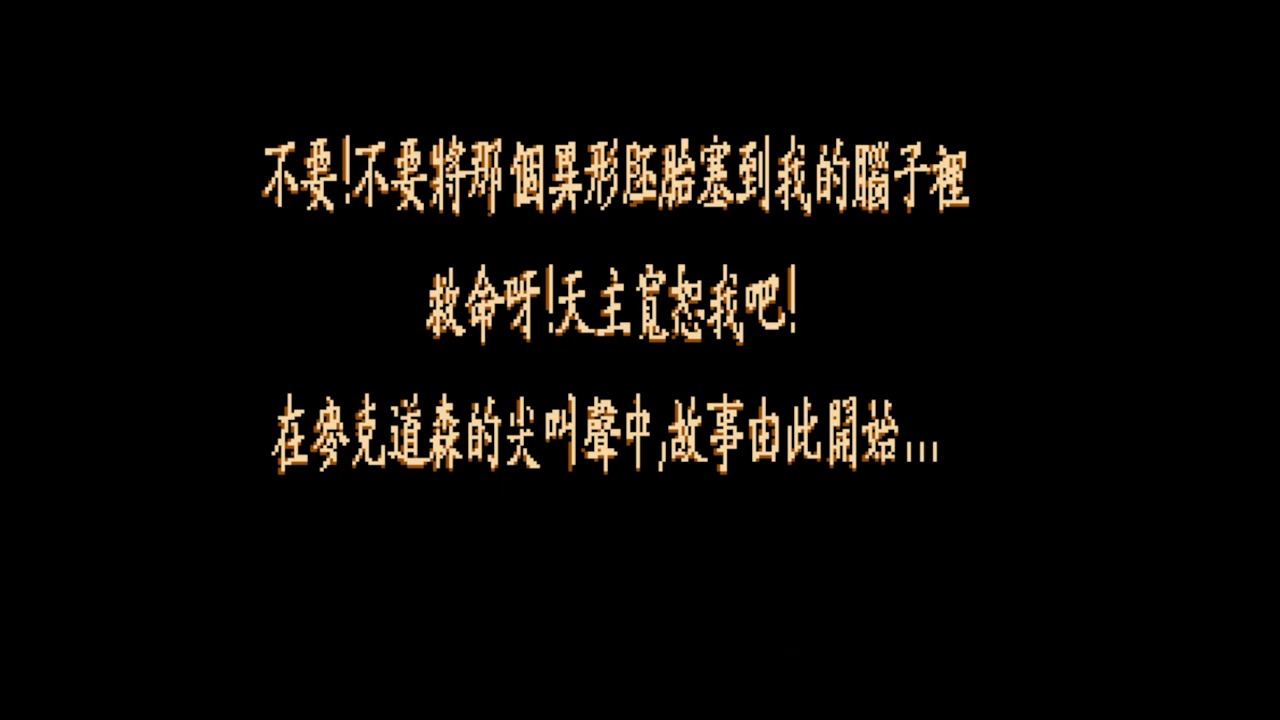 不要!不要將那個異形胚胎塞到我的腦子裡
救命呀!天主寬恕我吧!
在麥克道森的尖叫聲中,故事由此開始...